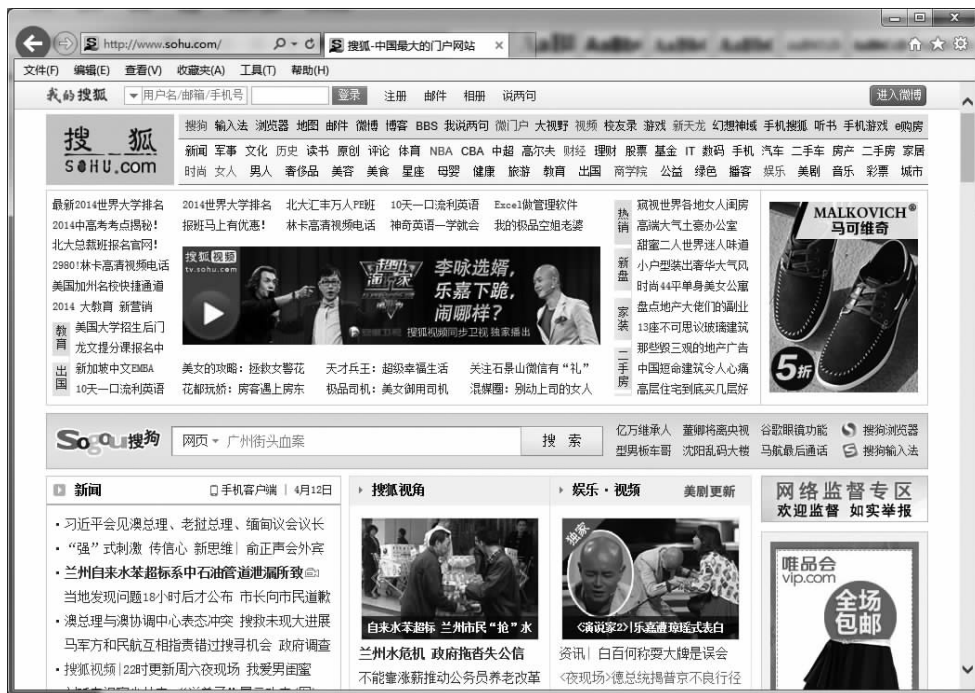 http://www.sohu.com/
搜狐-中国最大的门户网站
文件(F) 编辑(E) 查看(V) 收藏夹(A) 工具(T) 帮助(H)
我的搜狐 用户名/邮箱/手机号 登录 注册 邮件 相册 说两句 进入微博
搜狐 SOHU.com
搜狗 输入法 浏览器 地图 邮件 微博 博客 BBS 我说两句 微门户 大视野 视频 校友录 游戏 新天龙 幻想神域 手机搜狐 听书 手机游戏 e购房
新闻 军事 文化 历史 读书 原创 评论 体育 NBA CBA 中超 高尔夫 财经 理财 股票 基金 IT 数码 手机 汽车 二手车 房产 二手房 家居
时尚 女人 男人 奢侈品 美容 美食 星座 母婴 健康 旅游 教育 出国 商学院 公益 绿色 播客 娱乐 美剧 音乐 彩票 城市
最新2014世界大学排名 2014世界大学排名 北大汇丰万人PE班 10天一口流利英语 Excel做管理软件
2014中高考考点揭秘! 报班马上有优惠! 林卡高清视频电话 神奇英语一学就会 我的极品空姐老婆
北大总裁班报名官网!
2980!林卡高清视频电话
美国加州名校快捷通道
2014 大教育 新营销
教育
美国大学招生后门
龙文提分课报名中
出国
新加坡中文EMBA
10天一口流利英语
搜狐视频
tv.sohu.com
超级演说家
李咏选婿,
乐嘉下跪,
闹哪样?
搜狐视频同步卫视 独家播出
美女的攻略:拯救女警花 天才兵王:超级幸福生活 关注石景山微信有“礼”
花都玩娇:房客遇上房东 极品司机:美女御用司机 混媒圈:别动上司的女人
热销
窥视世界各地女人闺房
高端大气土豪办公室
甜蜜二人世界迷人味道
新盘
小户型装出奢华大气风
时尚44平单身美女公寓
家装
盘点地产大佬们的副业
13座不可思议玻璃建筑
那些毁三观的地产广告
二手房
中国短命建筑令人心痛
高层住宅到底买几层好
MALKOVICH®
马可维奇
5折
Sogou搜狗 网页 广州街头血案 搜 索
亿万继承人 董卿将离央视 谷歌眼镜功能 搜狗浏览器
型男板车哥 沈阳乱码大楼 马航最后通话 搜狗输入法
新闻 手机客户端 | 4月12日
·习近平会见澳总理、老挝总理、缅甸议会议长
·“强”式刺激 传信心 新思维| 俞正声会外宾
·兰州自来水苯超标系中石油管道泄漏所致
当地发现问题18小时后才公布 市长向市民道歉
·澳总理与澳协调中心表态冲突 搜救未现大进展
马军方和民航互相指责错过搜寻机会 政府调查
·搜狐视频|22时更新周六夜现场 我爱男闺蜜
搜狐视角
自来水苯超标 兰州市民“抢”水
兰州水危机 政府拖沓失公信
不能靠涨薪推动公务员养老改革
娱乐·视频 美剧更新
独家
《演说家2》|乐嘉遭琼瑶式表白
资讯| 白百何称耍大牌是误会
《夜现场》德总统揭普京不良行径
网络监督专区
欢迎监督 如实举报
唯品会
vip.com
全场
包邮